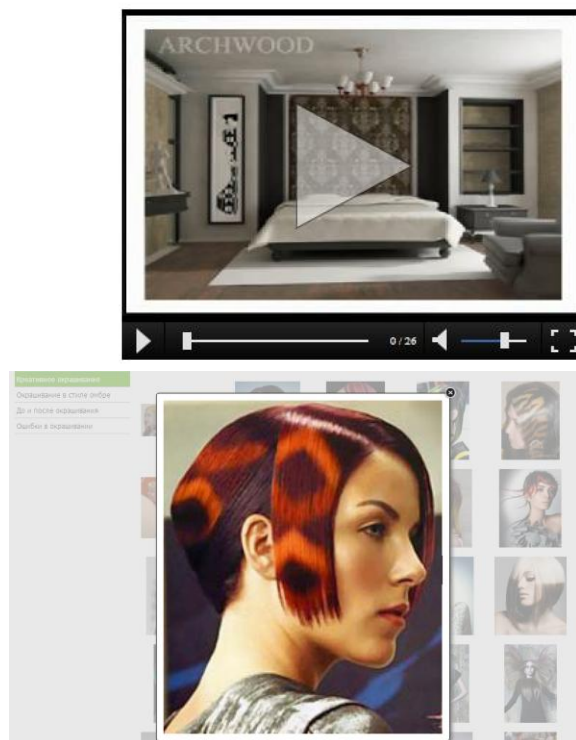 ARCHWOOD
0 / 26
Креативное окрашивание
Окрашивание в стиле омбре
До и после окрашивания
Ошибки в окрашивании